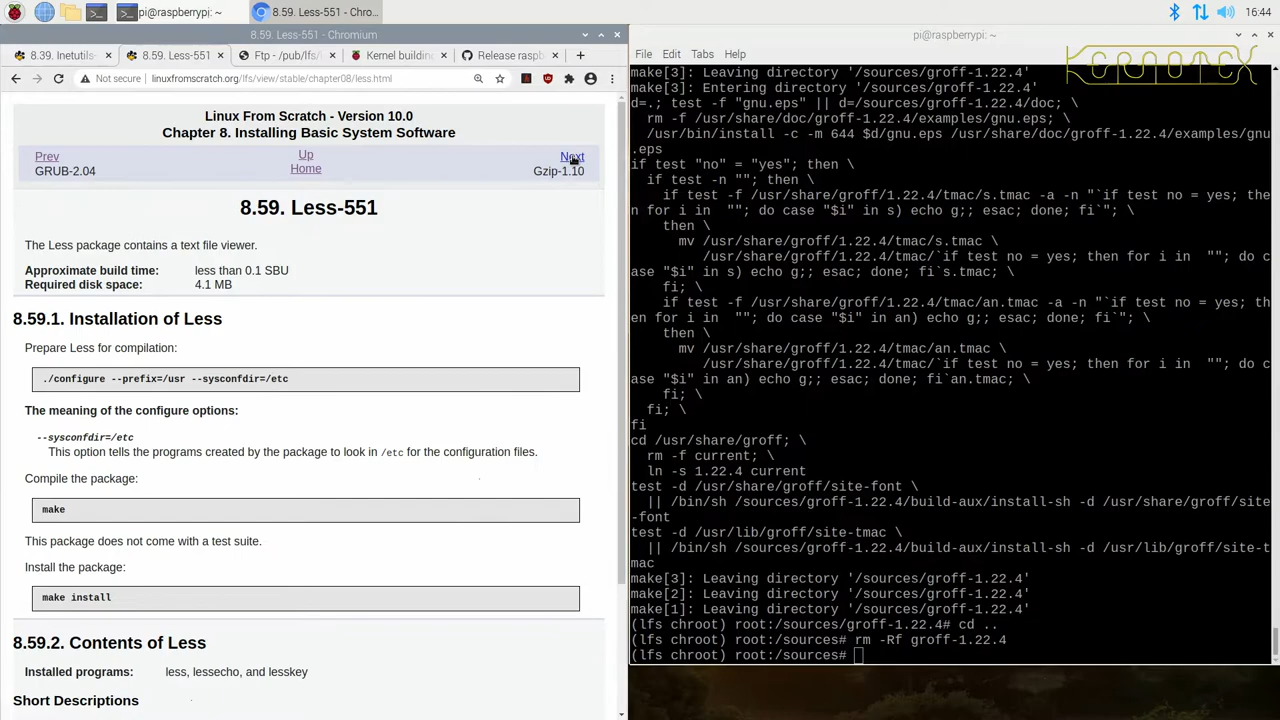 pi@raspberrypi: ~
8.59. Less-551 - Chro...
8.59. Less-551 - Chromium
8.39. Inetutils-
8.59. Less-551
Ftp - /pub/lfs/
Kernel building
Release raspb
Not secure
linuxfromscratch.org/lfs/view/stable/chapter08/less.html
Linux From Scratch - Version 10.0
Chapter 8. Installing Basic System Software
Prev Up Next
GRUB-2.04 Home Gzip-1.10
8.59. Less-551
The Less package contains a text file viewer.
Approximate build time: less than 0.1 SBU
Required disk space: 4.1 MB
8.59.1. Installation of Less
Prepare Less for compilation:
./configure --prefix=/usr --sysconfdir=/etc
The meaning of the configure options:
--sysconfdir=/etc
This option tells the programs created by the package to look in /etc for the configuration files.
Compile the package:
make
This package does not come with a test suite.
Install the package:
make install
8.59.2. Contents of Less
Installed programs: less, lessecho, and lesskey
Short Descriptions
16:44
pi@raspberrypi: ~
File Edit Tabs Help
KERNOTEX
make[3]: Leaving directory '/sources/groff-1.22.4'
make[3]: Entering directory '/sources/groff-1.22.4'
d=.; test -f "gnu.eps" || d=/sources/groff-1.22.4/doc; \
rm -f /usr/share/doc/groff-1.22.4/examples/gnu.eps; \
/usr/bin/install -c -m 644 $d/gnu.eps /usr/share/doc/groff-1.22.4/examples/gnu
.eps
if test "no" = "yes"; then \
if test -n ""; then \
if test -f /usr/share/groff/1.22.4/tmac/s.tmac -a -n "`if test no = yes; the
n for i in  ""; do case "$i" in s) echo g;; esac; done; fi`"; \
then \
mv /usr/share/groff/1.22.4/tmac/s.tmac \
/usr/share/groff/1.22.4/tmac/`if test no = yes; then for i in  ""; do c
ase "$i" in s) echo g;; esac; done; fi`s.tmac; \
fi; \
if test -f /usr/share/groff/1.22.4/tmac/an.tmac -a -n "`if test no = yes; th
en for i in  ""; do case "$i" in an) echo g;; esac; done; fi`"; \
then \
mv /usr/share/groff/1.22.4/tmac/an.tmac \
/usr/share/groff/1.22.4/tmac/`if test no = yes; then for i in  ""; do c
ase "$i" in an) echo g;; esac; done; fi`an.tmac; \
fi; \
fi; \
fi
cd /usr/share/groff; \
rm -f current; \
ln -s 1.22.4 current
test -d /usr/share/groff/site-font \
|| /bin/sh /sources/groff-1.22.4/build-aux/install-sh -d /usr/share/groff/site
-font
test -d /usr/lib/groff/site-tmac \
|| /bin/sh /sources/groff-1.22.4/build-aux/install-sh -d /usr/lib/groff/site-t
mac
make[3]: Leaving directory '/sources/groff-1.22.4'
make[2]: Leaving directory '/sources/groff-1.22.4'
make[1]: Leaving directory '/sources/groff-1.22.4'
(lfs chroot) root:/sources/groff-1.22.4# cd ..
(lfs chroot) root:/sources# rm -Rf groff-1.22.4
(lfs chroot) root:/sources#